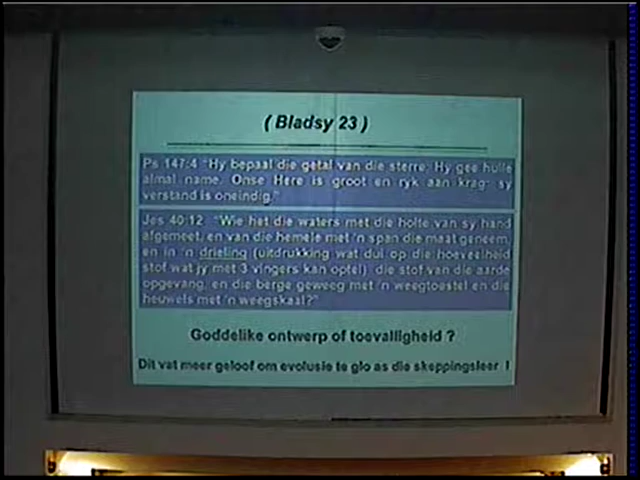 ( Bladsy 23 )
Ps 147:4 "Hy bepaal die getal van die sterre; Hy gee hulle
almal name. Onse Here is groot en ryk aan krag: sy
verstand is oneindig."
Jes 40:12 "Wie het die waters met die holte van sy hand
afgemeet, en van die hemele met 'n span die maat geneem,
en in 'n drieling (uitdrukking wat dui op die hoeveelheid
stof wat jy met 3 vingers kan optel) die stof van die aarde
opgevang, en die berge geweeg met 'n weegtoestel en die
heuwels met 'n weegskaal?"
Goddelike ontwerp of toevalligheid ?
Dit vat meer geloof om evolusie te glo as die skeppingsleer !